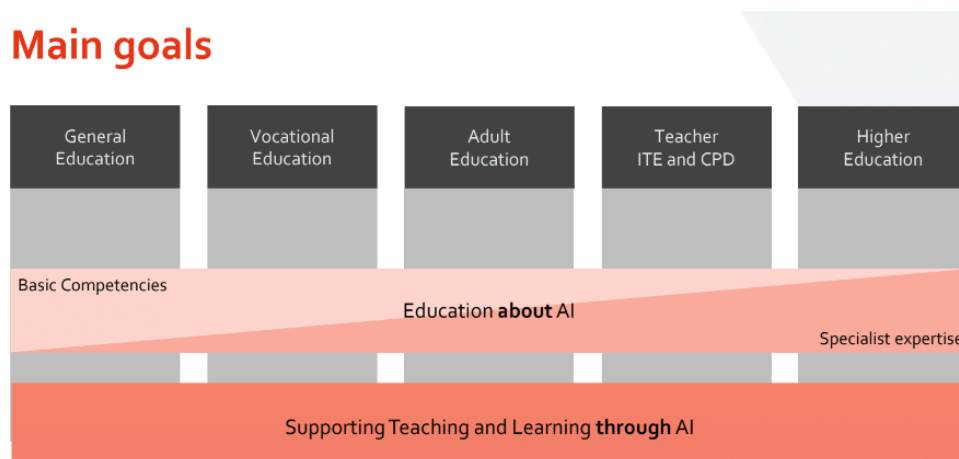 Main goals
General
Education
Vocational
Education
Adult
Education
Teacher
ITE and CPD
Higher
Education
Basic Competencies
Education about AI
Specialist expertise
Supporting Teaching and Learning through AI